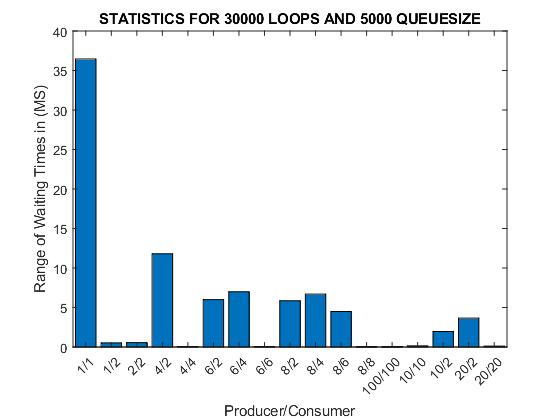 STATISTICS FOR 30000 LOOPS AND 5000 QUEUESIZE
40
35
30
25
20
15
10
5
0
Range of Waiting Times in (MS)
1/1 1/2 2/2 4/2 4/4 6/2 6/4 6/6 8/2 8/4 8/6 8/8 100/100 10/10 10/2 20/2 20/20
Producer/Consumer